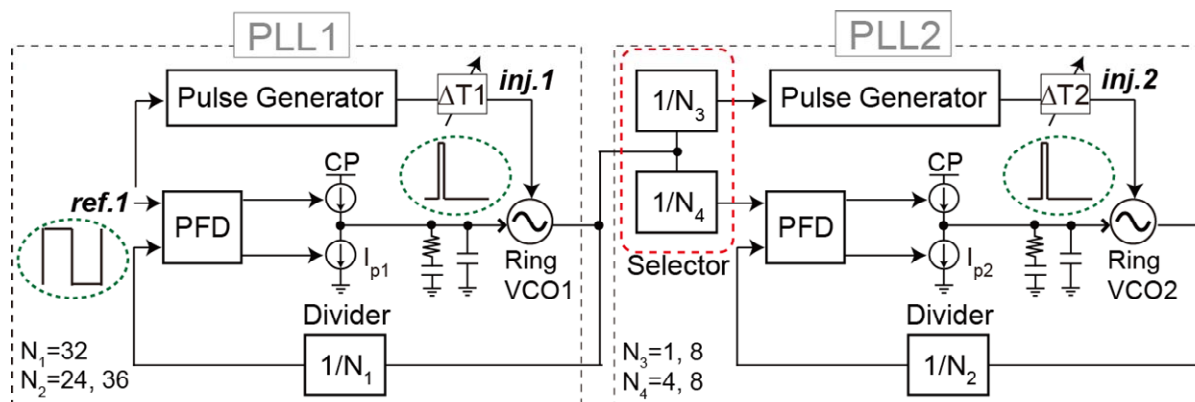 PLL1
PLL2
Pulse Generator
ΔT1
inj.1
1/N₃
Pulse Generator
ΔT2
inj.2
ref.1
PFD
CP
I_p1
Ring
VCO1
1/N₄
Selector
PFD
CP
I_p2
Ring
VCO2
Divider
1/N₁
N₁=32
N₂=24, 36
Divider
1/N₂
N₃=1, 8
N₄=4, 8